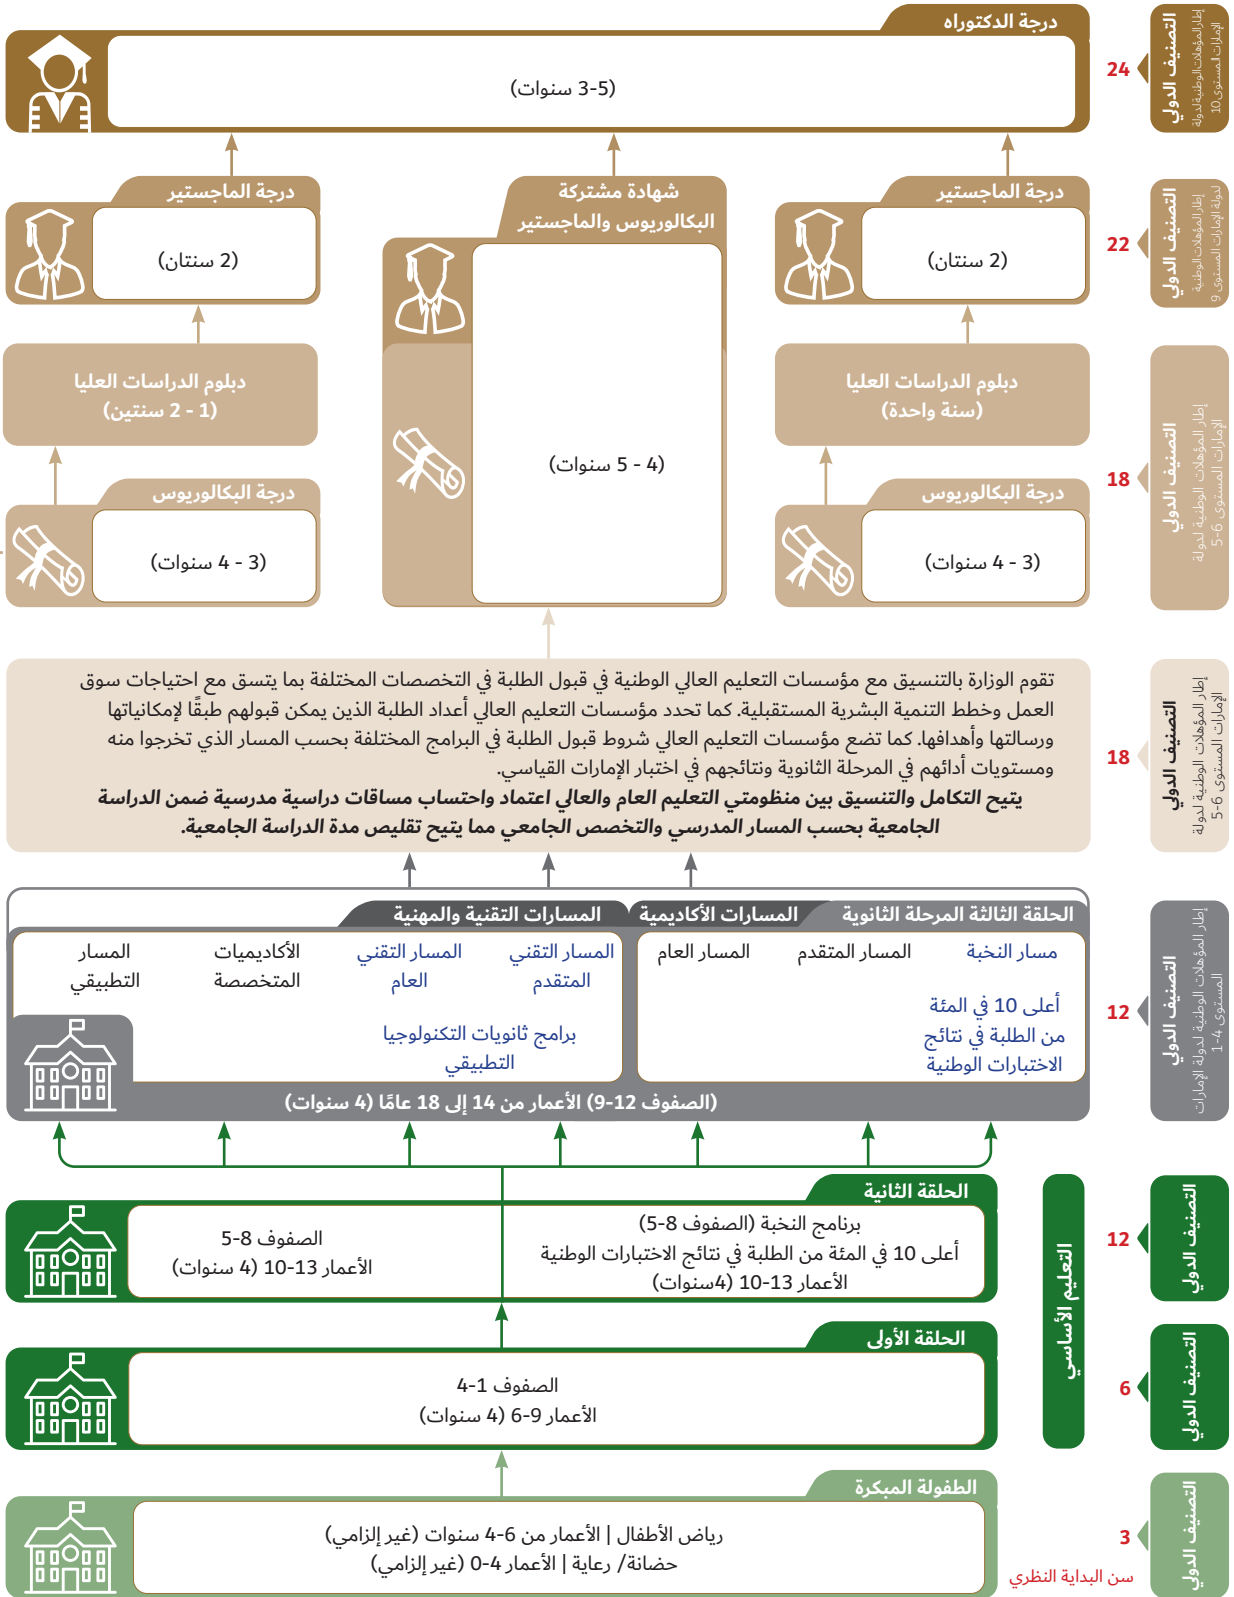 درجة الدكتوراه
(3-5 سنوات)
24
التصنيف الدولي
إطار المؤهلات الوطنية لدولة
الإمارات المستوى 10
درجة الماجستير
(2 سنتان)
شهادة مشتركة
البكالوريوس والماجستير
درجة الماجستير
(2 سنتان)
22
التصنيف الدولي
إطار المؤهلات الوطنية
لدولة الإمارات المستوى 9
دبلوم الدراسات العليا
(سنة واحدة)
(4 - 5 سنوات)
دبلوم الدراسات العليا
(1 - 2 سنتين)
18
التصنيف الدولي
إطار المؤهلات الوطنية لدولة
الإمارات المستوى 6-5
درجة البكالوريوس
(3 - 4 سنوات)
درجة البكالوريوس
(3 - 4 سنوات)
تقوم الوزارة بالتنسيق مع مؤسسات التعليم العالي الوطنية في قبول الطلبة في التخصصات المختلفة بما يتسق مع احتياجات سوق
العمل وخطط التنمية البشرية المستقبلية. كما تحدد مؤسسات التعليم العالي أعداد الطلبة الذين يمكن قبولهم طبقًا لإمكانياتها
ورسالتها وأهدافها. كما تضع مؤسسات التعليم العالي شروط قبول الطلبة في البرامج المختلفة بحسب المسار الذي تخرجوا منه
ومستويات أدائهم في المرحلة الثانوية ونتائجهم في اختبار الإمارات القياسي.
يتيح التكامل والتنسيق بين منظومتي التعليم العام والعالي اعتماد واحتساب مساقات دراسية مدرسية ضمن الدراسة
الجامعية بحسب المسار المدرسي والتخصص الجامعي مما يتيح تقليص مدة الدراسة الجامعية.
18
التصنيف الدولي
إطار المؤهلات الوطنية لدولة
الإمارات المستوى 6-5
الحلقة الثالثة المرحلة الثانوية
المسارات الأكاديمية
المسارات التقنية والمهنية
مسار النخبة
أعلى 10 في المئة
من الطلبة في نتائج
الاختبارات الوطنية
المسار المتقدم
المسار العام
المسار التقني
المتقدم
المسار التقني
العام
برامج ثانويات التكنولوجيا
التطبيقي
الأكاديميات
المتخصصة
المسار
التطبيقي
(الصفوف 12-9) الأعمار من 14 إلى 18 عامًا (4 سنوات)
12
التصنيف الدولي
إطار المؤهلات الوطنية لدولة الإمارات
المستوى 4-1
الحلقة الثانية
برنامج النخبة (الصفوف 8-5)
أعلى 10 في المئة من الطلبة في نتائج الاختبارات الوطنية
الأعمار 13-10 (4سنوات)
الصفوف 8-5
الأعمار 13-10 (4 سنوات)
12
التصنيف الدولي
التعليم الأساسي
الحلقة الأولى
الصفوف 1-4
الأعمار 9-6 (4 سنوات)
6
التصنيف الدولي
الطفولة المبكرة
رياض الأطفال | الأعمار من 6-4 سنوات (غير إلزامي)
حضانة/ رعاية | الأعمار 4-0 (غير إلزامي)
3
سن البداية النظري
التصنيف الدولي